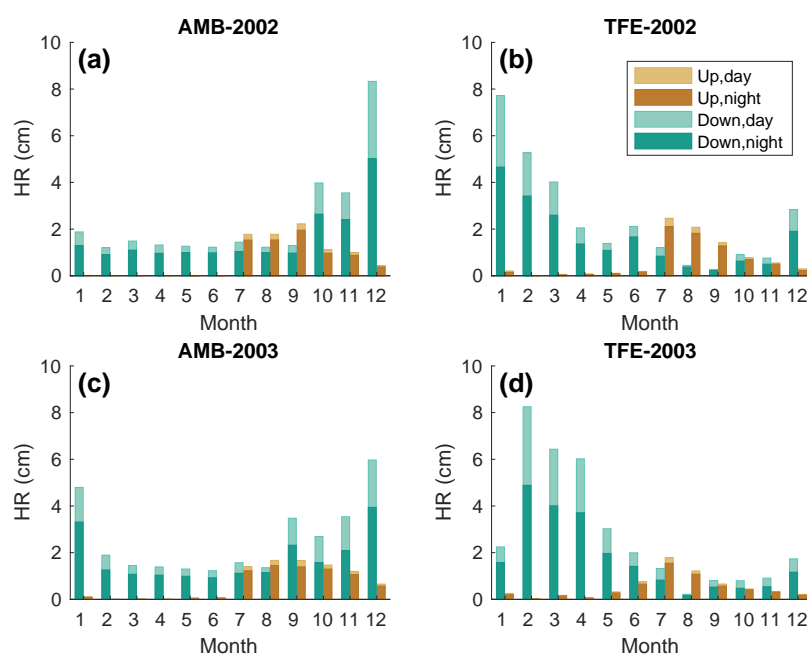 AMB-2002
(a)
10
8
6
4
2
0
HR (cm)
1 2 3 4 5 6 7 8 9 10 11 12
Month
TFE-2002
(b)
10
8
6
4
2
0
HR (cm)
Up,day
Up,night
Down,day
Down,night
1 2 3 4 5 6 7 8 9 10 11 12
Month
AMB-2003
(c)
10
8
6
4
2
0
HR (cm)
1 2 3 4 5 6 7 8 9 10 11 12
Month
TFE-2003
(d)
10
8
6
4
2
0
HR (cm)
1 2 3 4 5 6 7 8 9 10 11 12
Month